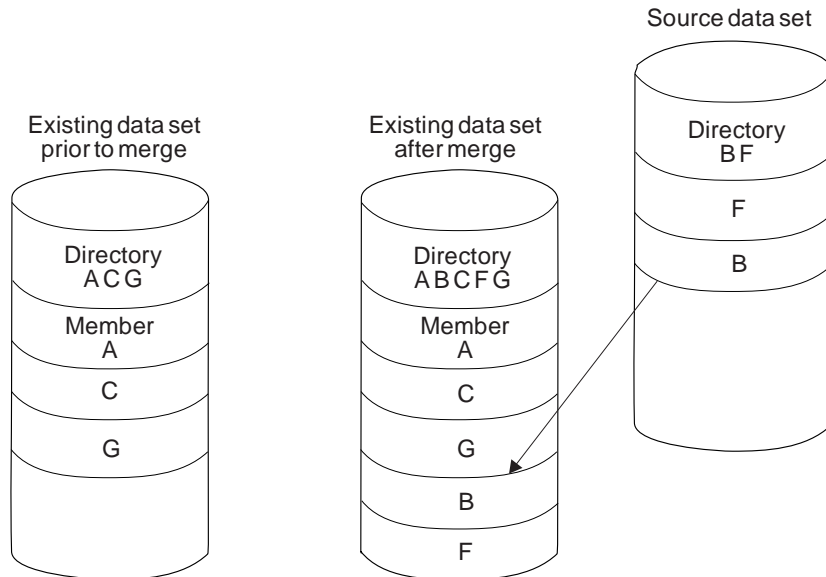 Source data set
Directory
B F
F
B
Existing data set
prior to merge
Directory
A C G
Member
A
C
G
Existing data set
after merge
Directory
A B C F G
Member
A
C
G
B
F